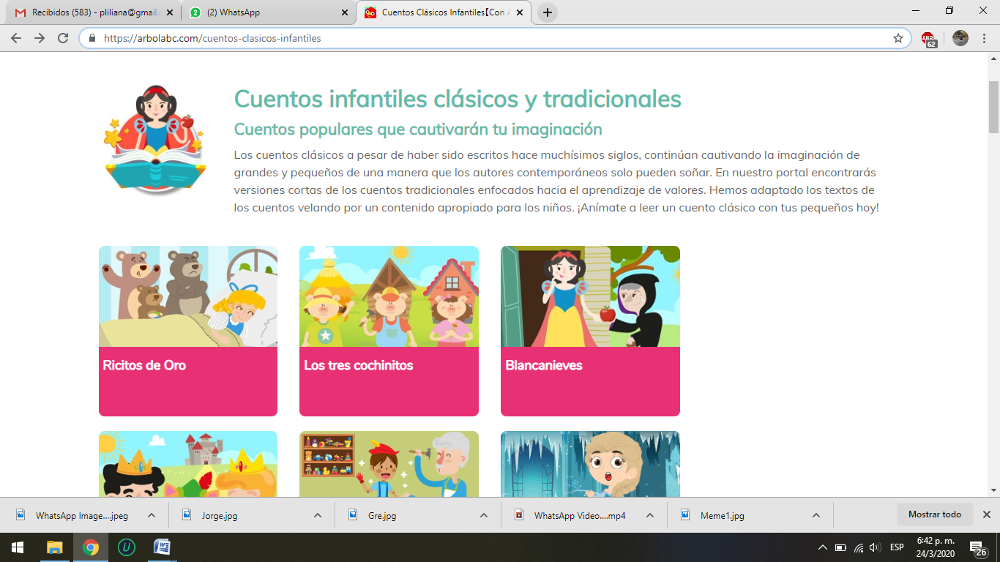 Recibidos (583) - pliliana@gmail.
(2) WhatsApp
Cuentos Clásicos Infantiles【Con A
https://arbolabc.com/cuentos-clasicos-infantiles
62
Cuentos infantiles clásicos y tradicionales
Cuentos populares que cautivarán tu imaginación
Los cuentos clásicos a pesar de haber sido escritos hace muchísimos siglos, continúan cautivando la imaginación de
grandes y pequeños de una manera que los autores contemporáneos solo pueden soñar. En nuestro portal encontrarás
versiones cortas de los cuentos tradicionales enfocados hacia el aprendizaje de valores. Hemos adaptado los textos de
los cuentos velando por un contenido apropiado para los niños. ¡Anímate a leer un cuento clásico con tus pequeños hoy!
Ricitos de Oro
Los tres cochinitos
Blancanieves
WhatsApp Image....jpeg
Jorge.jpg
Gre.jpg
WhatsApp Video....mp4
Meme1.jpg
Mostrar todo
ESP
6:42 p. m.
24/3/2020
26